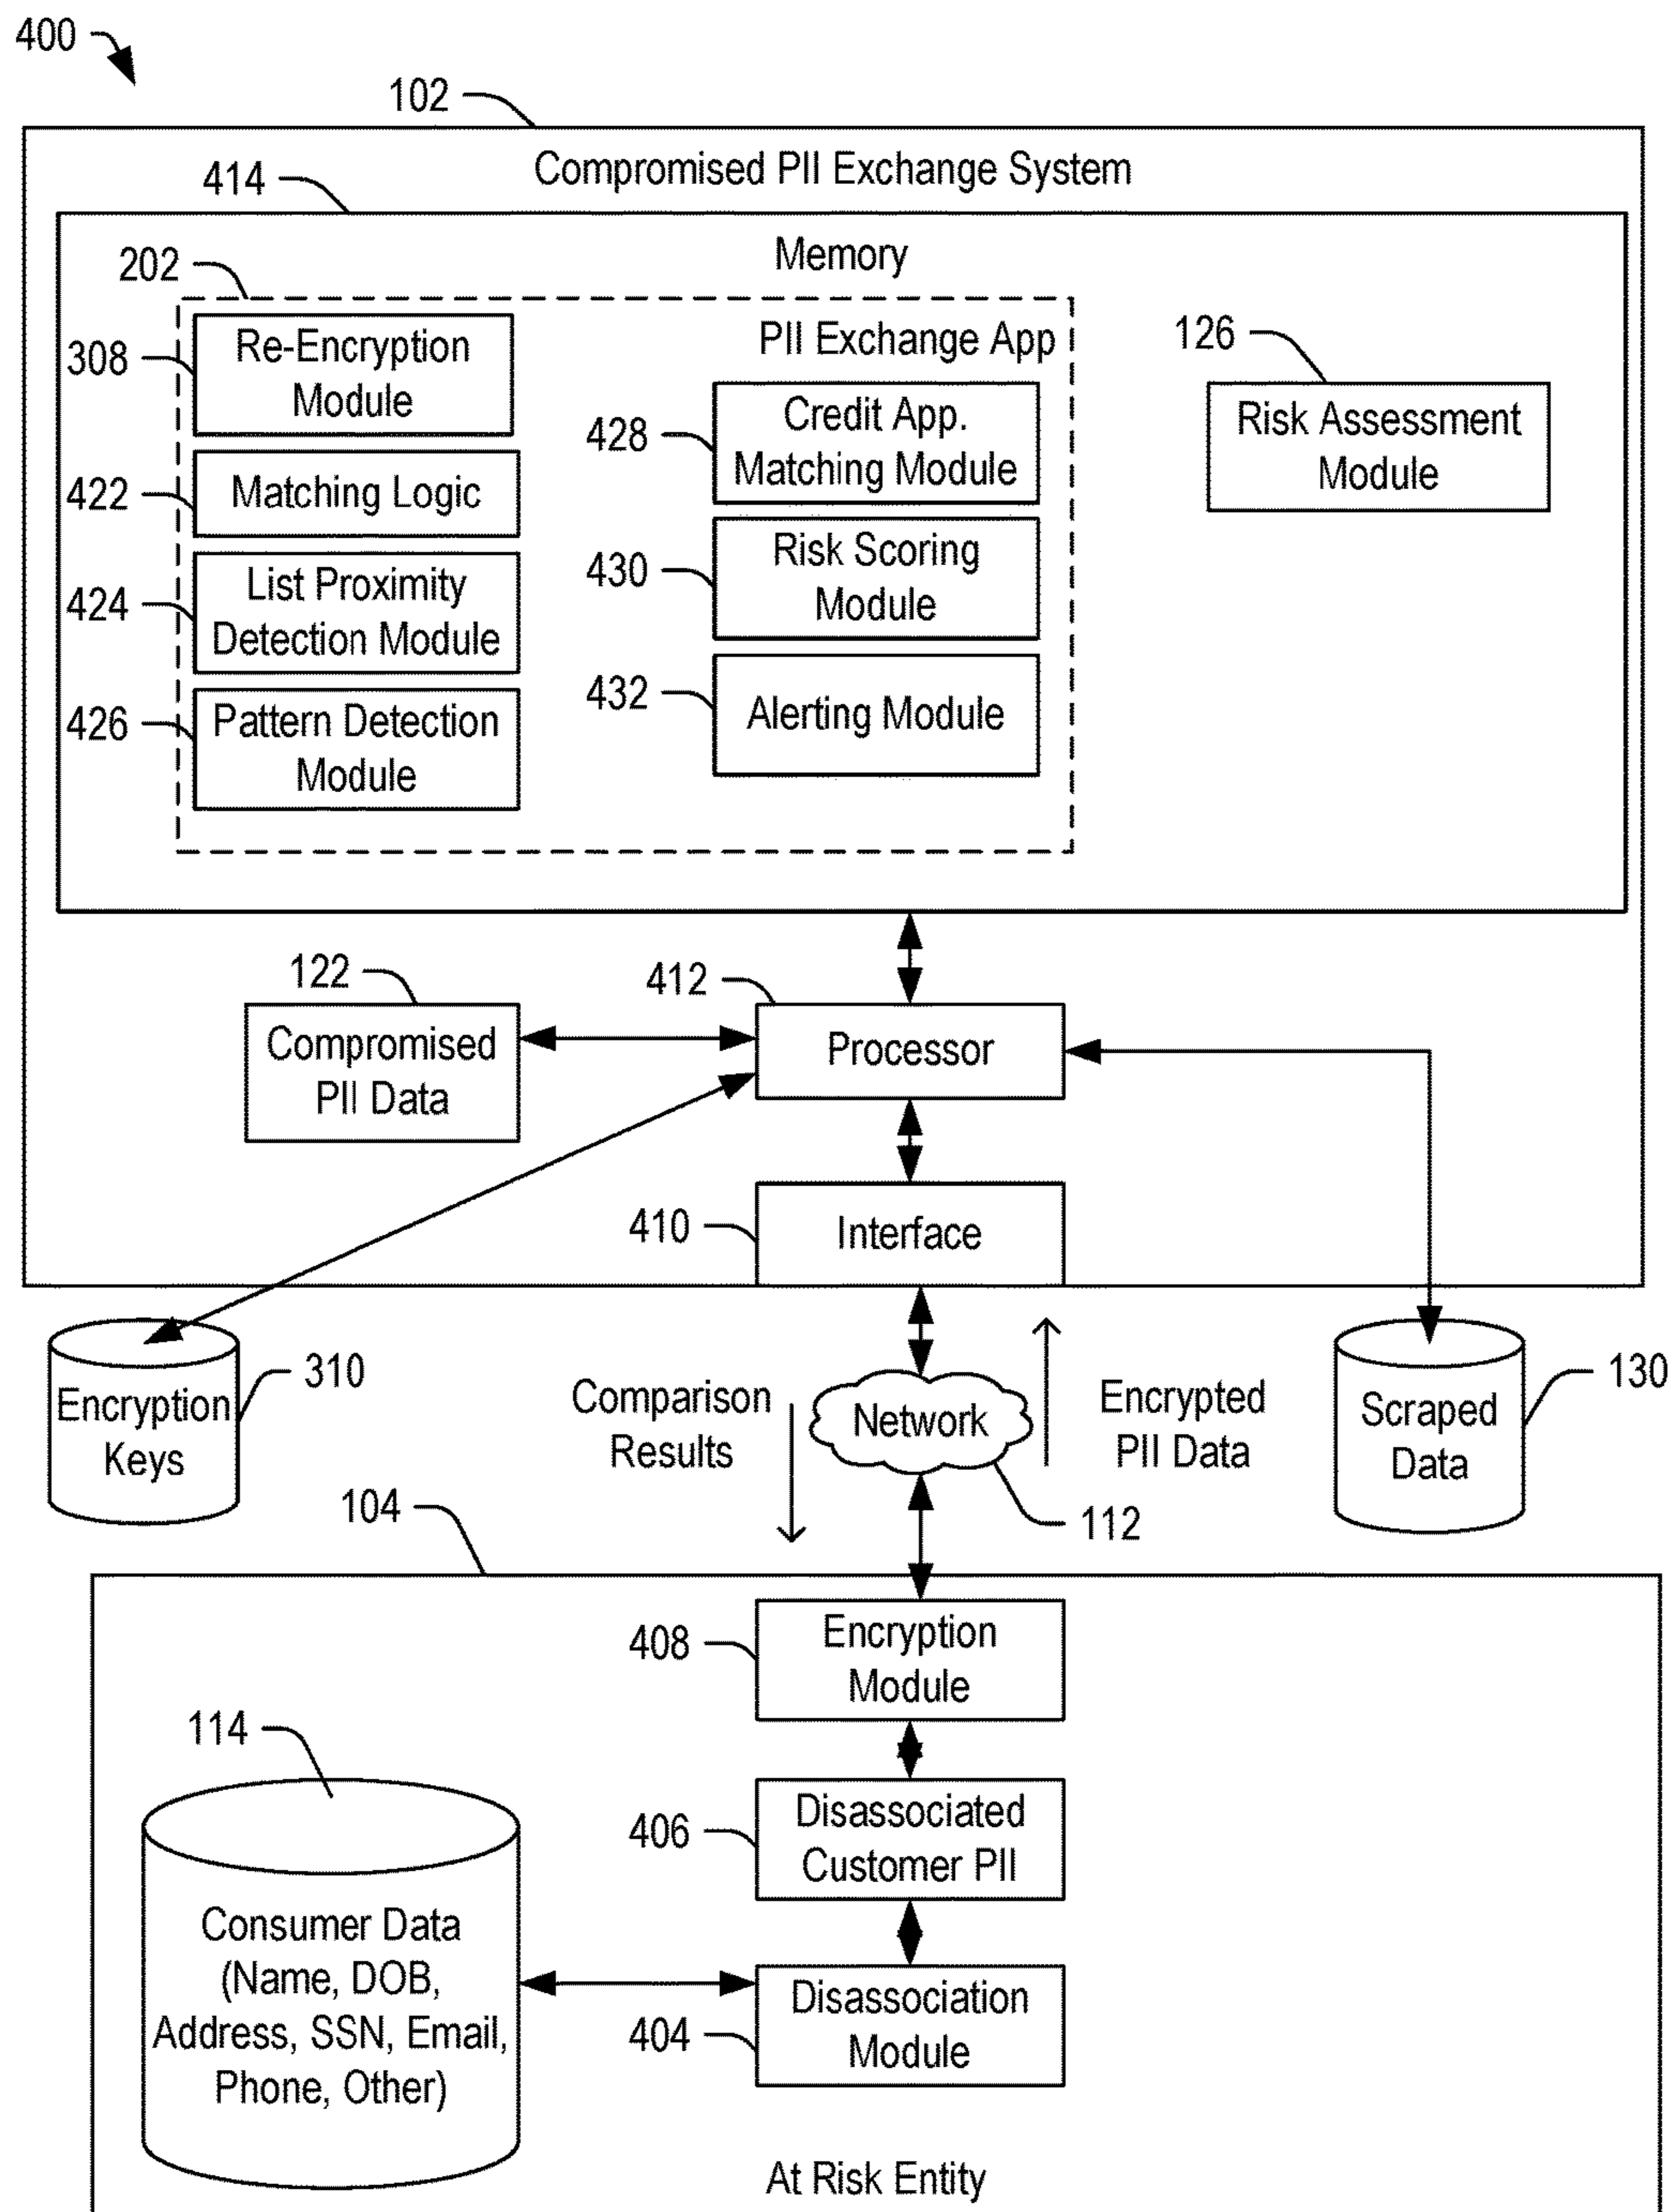 400
102
Compromised PII Exchange System
414
Memory
202
PII Exchange App
308
Re-Encryption
Module
126
Risk Assessment
Module
428
Credit App.
Matching Module
422
Matching Logic
430
Risk Scoring
Module
424
List Proximity
Detection Module
432
Alerting Module
426
Pattern Detection
Module
122
Compromised
PII Data
412
Processor
410
Interface
Encryption
Keys
310
Comparison
Results
Network
112
Encrypted
PII Data
Scraped
Data
130
104
408
Encryption
Module
114
406
Disassociated
Customer PII
Consumer Data
(Name, DOB,
Address, SSN, Email,
Phone, Other)
404
Disassociation
Module
At Risk Entity